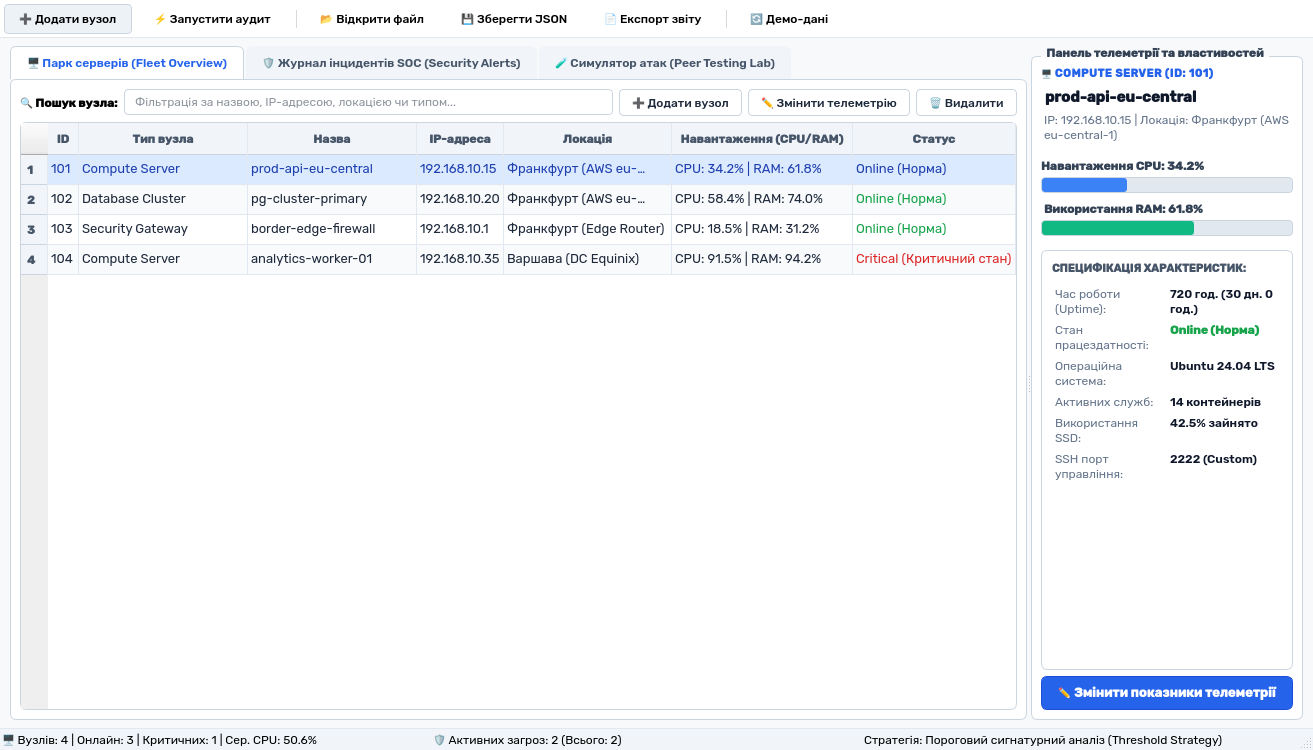 ➕ Додати вузол ⚡ Запустити аудит 📂 Відкрити файл 💾 Зберегти JSON 📄 Експорт звіту 🔄 Демо-дані
🖥️ Парк серверів (Fleet Overview) 🛡️ Журнал інцидентів SOC (Security Alerts) 🧪 Симулятор атак (Peer Testing Lab)
🔍 Пошук вузла: Фільтрація за назвою, IP-адресою, локацією чи типом... ➕ Додати вузол ✏️ Змінити телеметрію 🗑️ Видалити
ID Тип вузла Назва IP-адреса Локація Навантаження (CPU/RAM) Статус
1 101 Compute Server prod-api-eu-central 192.168.10.15 Франкфурт (AWS eu-... CPU: 34.2% | RAM: 61.8% Online (Норма)
2 102 Database Cluster pg-cluster-primary 192.168.10.20 Франкфурт (AWS eu-... CPU: 58.4% | RAM: 74.0% Online (Норма)
3 103 Security Gateway border-edge-firewall 192.168.10.1 Франкфурт (Edge Router) CPU: 18.5% | RAM: 31.2% Online (Норма)
4 104 Compute Server analytics-worker-01 192.168.10.35 Варшава (DC Equinix) CPU: 91.5% | RAM: 94.2% Critical (Критичний стан)
Панель телеметрії та властивостей
🖥️ COMPUTE SERVER (ID: 101)
prod-api-eu-central
IP: 192.168.10.15 | Локація: Франкфурт (AWS
eu-central-1)
Навантаження CPU: 34.2%
Використання RAM: 61.8%
СПЕЦИФІКАЦІЯ ХАРАКТЕРИСТИК:
Час роботи 720 год. (30 дн. 0
(Uptime): год.)
Стан Online (Норма)
працездатності:
Операційна Ubuntu 24.04 LTS
система:
Активних служб: 14 контейнерів
Використання 42.5% зайнято
SSD:
SSH порт 2222 (Custom)
управління:
✏️ Змінити показники телеметрії
🖥️ Вузлів: 4 | Онлайн: 3 | Критичних: 1 | Сер. CPU: 50.6% 🛡️ Активних загроз: 2 (Всього: 2) Стратегія: Пороговий сигнатурний аналіз (Threshold Strategy)